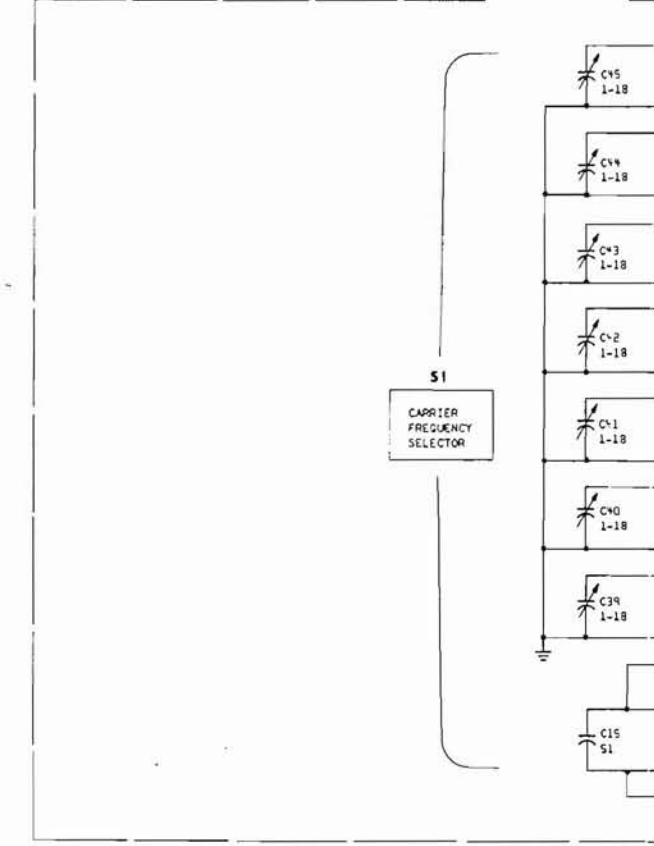 C45
1-18
C44
1-18
C43
1-18
C42
1-18
S1
CARRIER
FREQUENCY
SELECTOR
C41
1-18
C40
1-18
C39
1-18
C15
51